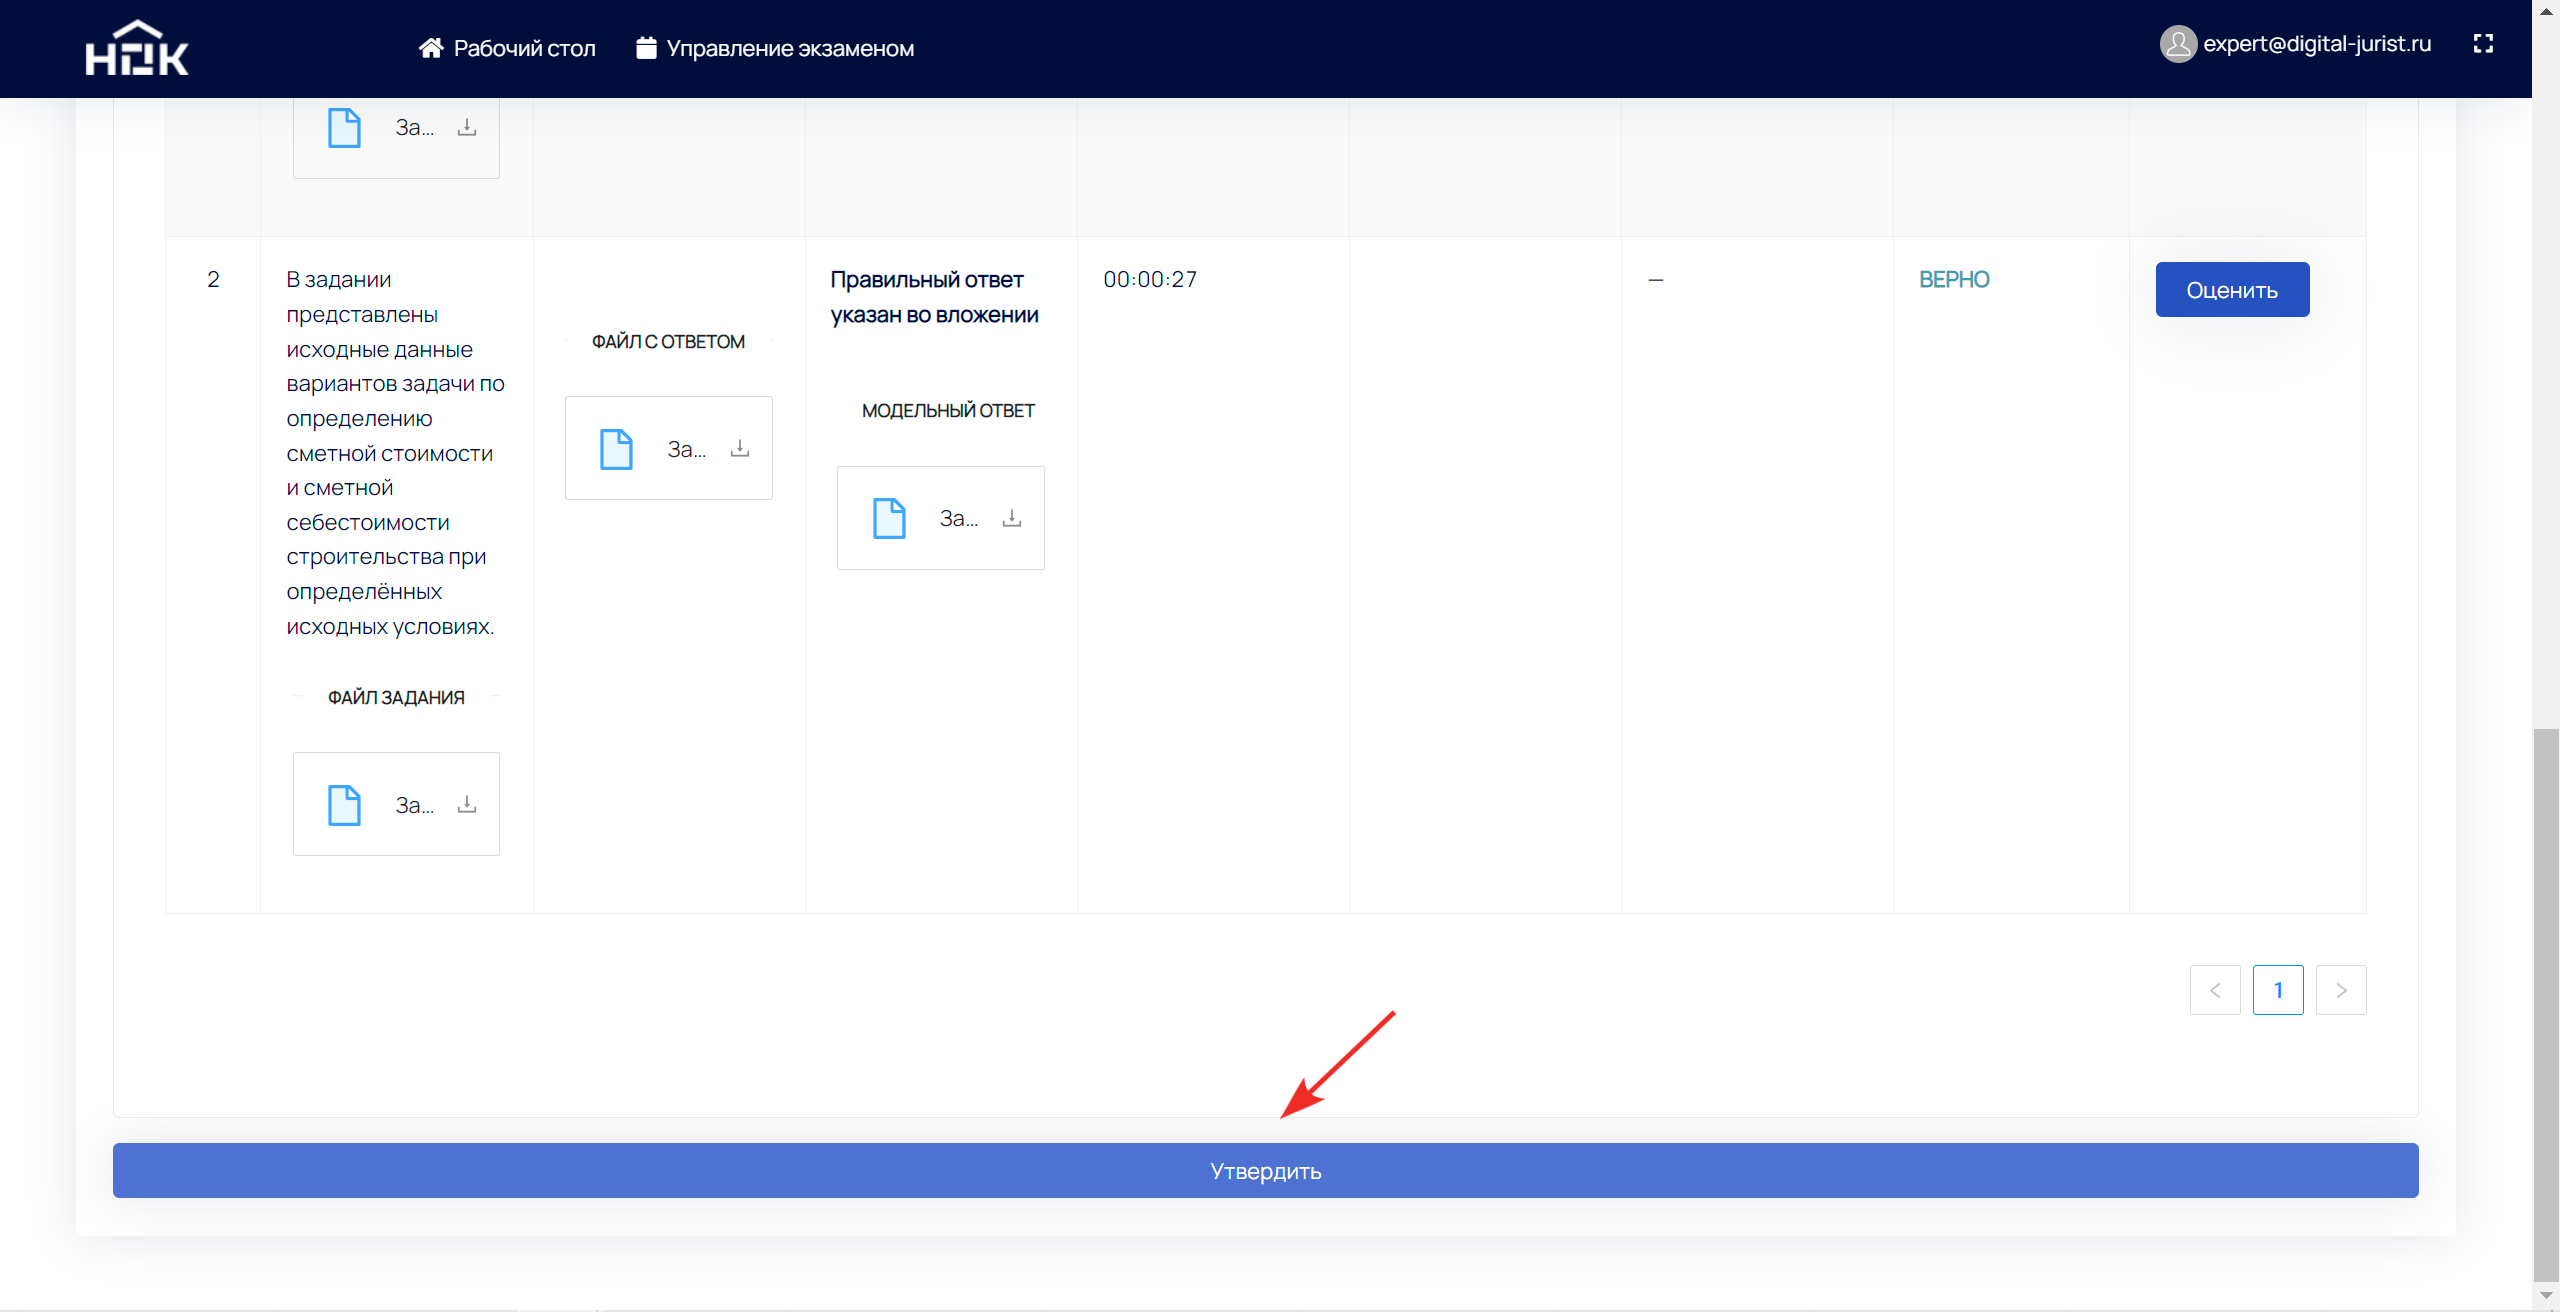 НОК
Рабочий стол
Управление экзаменом
expert@digital-jurist.ru
За...
2
В задании
представлены
исходные данные
вариантов задачи по
определению
сметной стоимости
и сметной
себестоимости
строительства при
определённых
исходных условиях.
ФАЙЛ ЗАДАНИЯ
За...
ФАЙЛ С ОТВЕТОМ
За...
Правильный ответ
указан во вложении
МОДЕЛЬНЫЙ ОТВЕТ
За...
00:00:27
—
ВЕРНО
Оценить
1
Утвердить